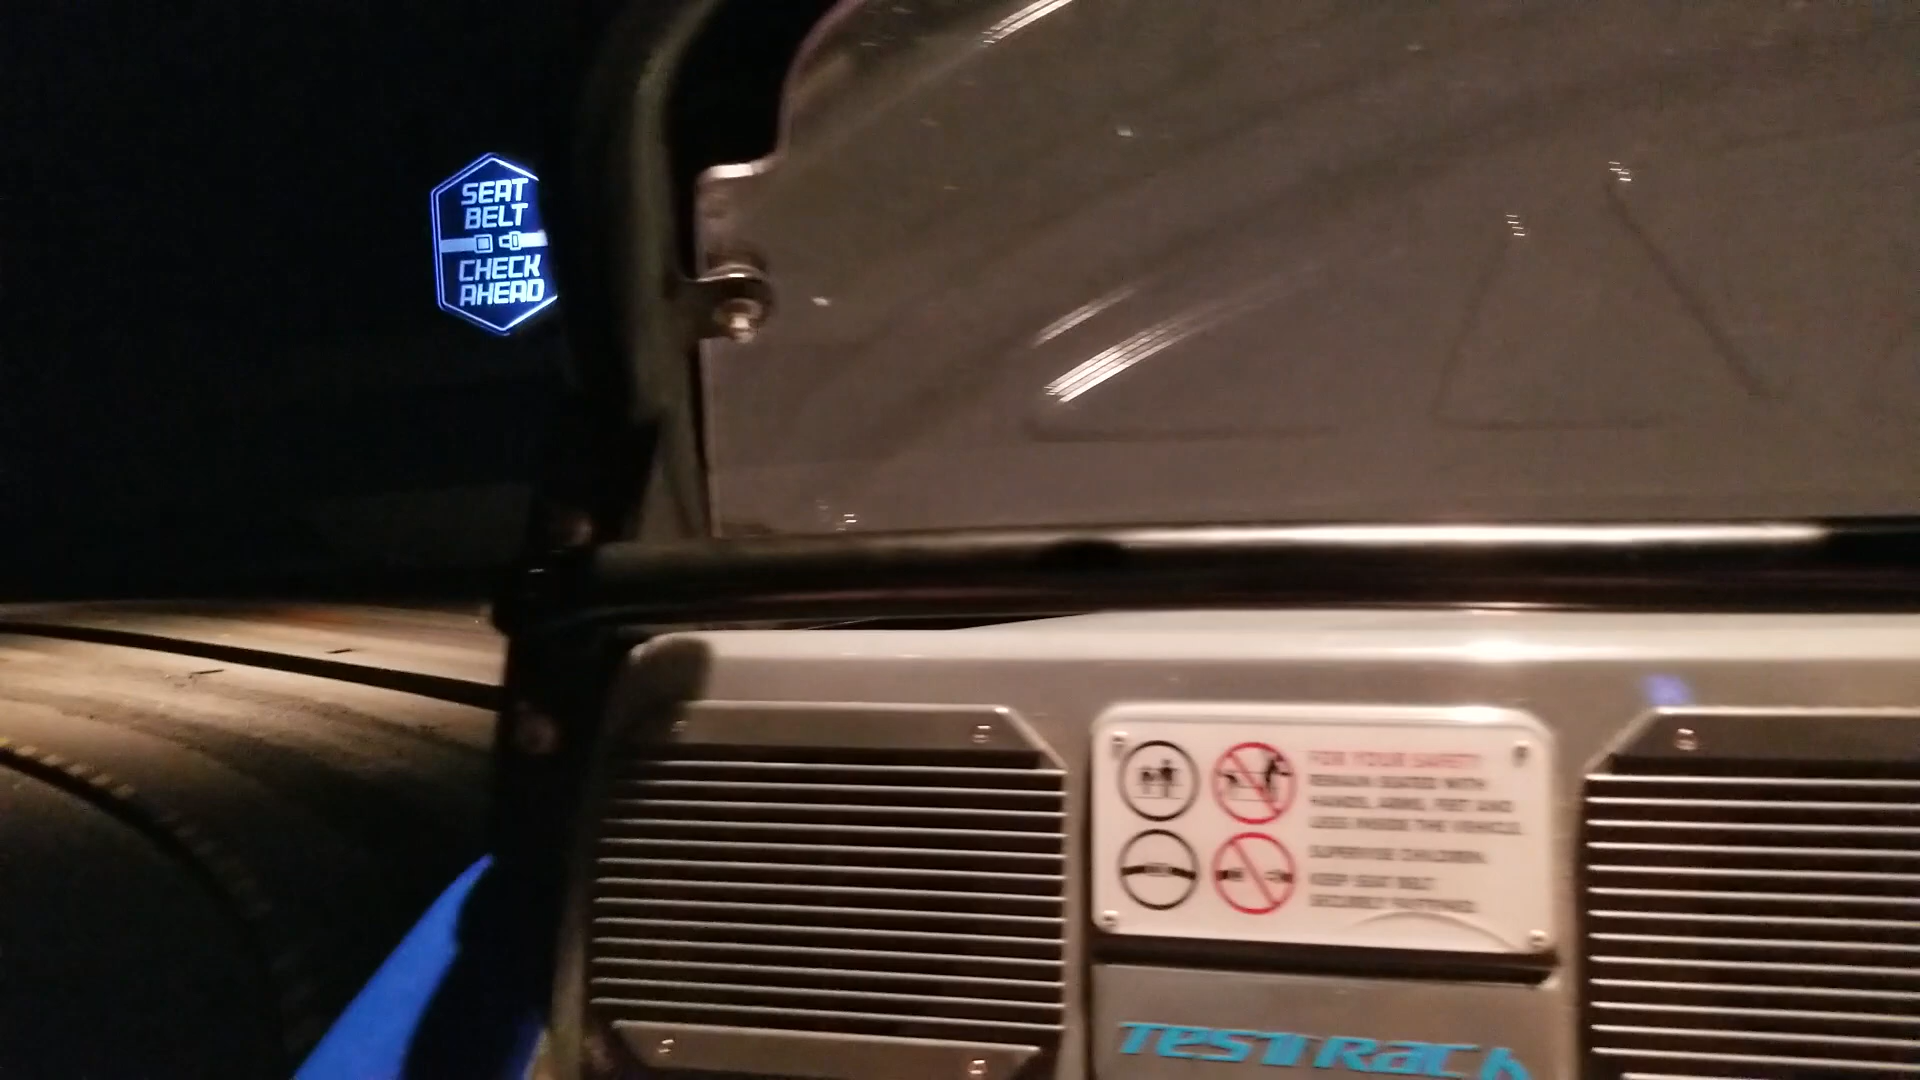 SEAT
BELT
CHECK
AHEAD
FOR YOUR SAFETY
REMAIN SEATED WITH
HANDS, ARMS, FEET AND
LEGS INSIDE THE VEHICLE.
SUPERVISE CHILDREN.
KEEP SEAT BELT
SECURELY FASTENED.
TESTTRACK